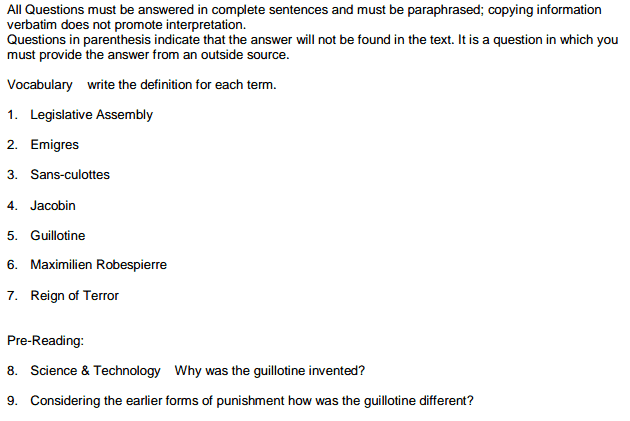 All Questions must be answered in complete sentences and must be paraphrased; copying information
verbatim does not promote interpretation.
Questions in parenthesis indicate that the answer will not be found in the text. It is a question in which you
must provide the answer from an outside source.
Vocabulary write the definition for each term.
1. Legislative Assembly
2. Emigres
3. Sans-culottes
4. Jacobin
5. Guillotine
6. Maximilien Robespierre
7. Reign of Terror
Pre-Reading:
8. Science & Technology Why was the guillotine invented?
9. Considering the earlier forms of punishment how was the guillotine different?